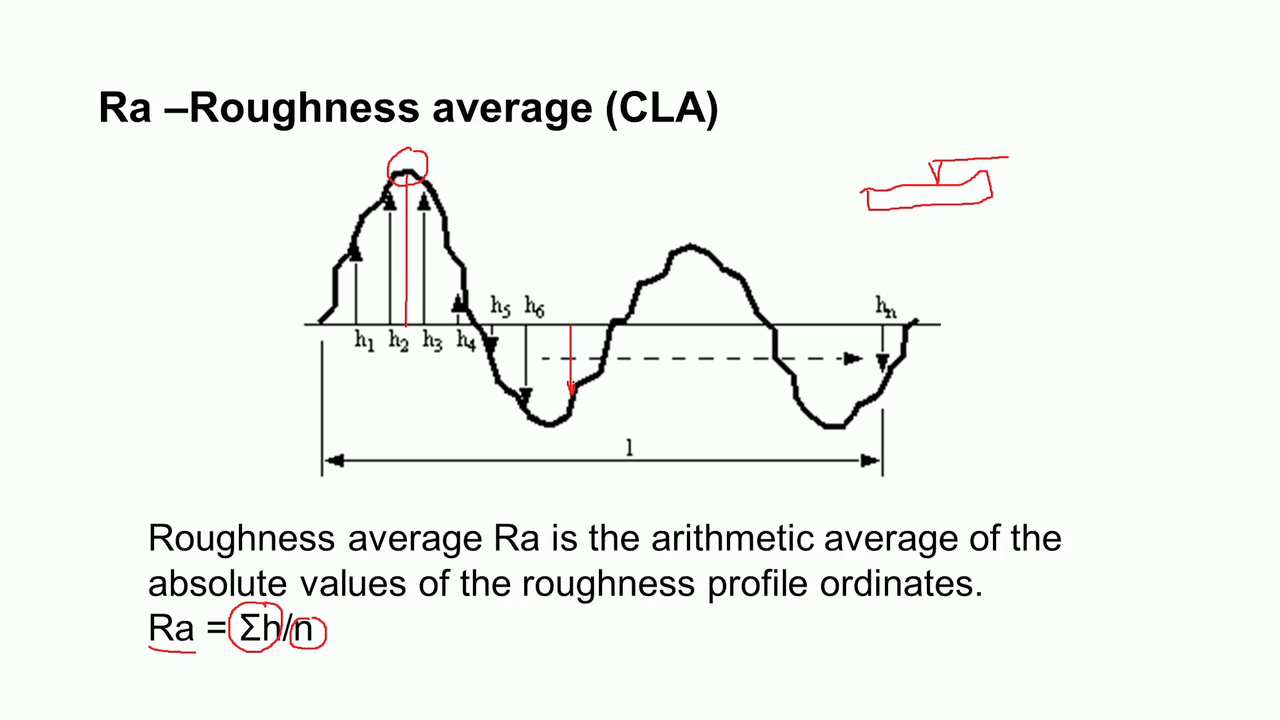 Ra –Roughness average (CLA)
h5 h6 hn
h1 h2 h3 h4
l
Roughness average Ra is the arithmetic average of the
absolute values of the roughness profile ordinates.
Ra = Σh/n